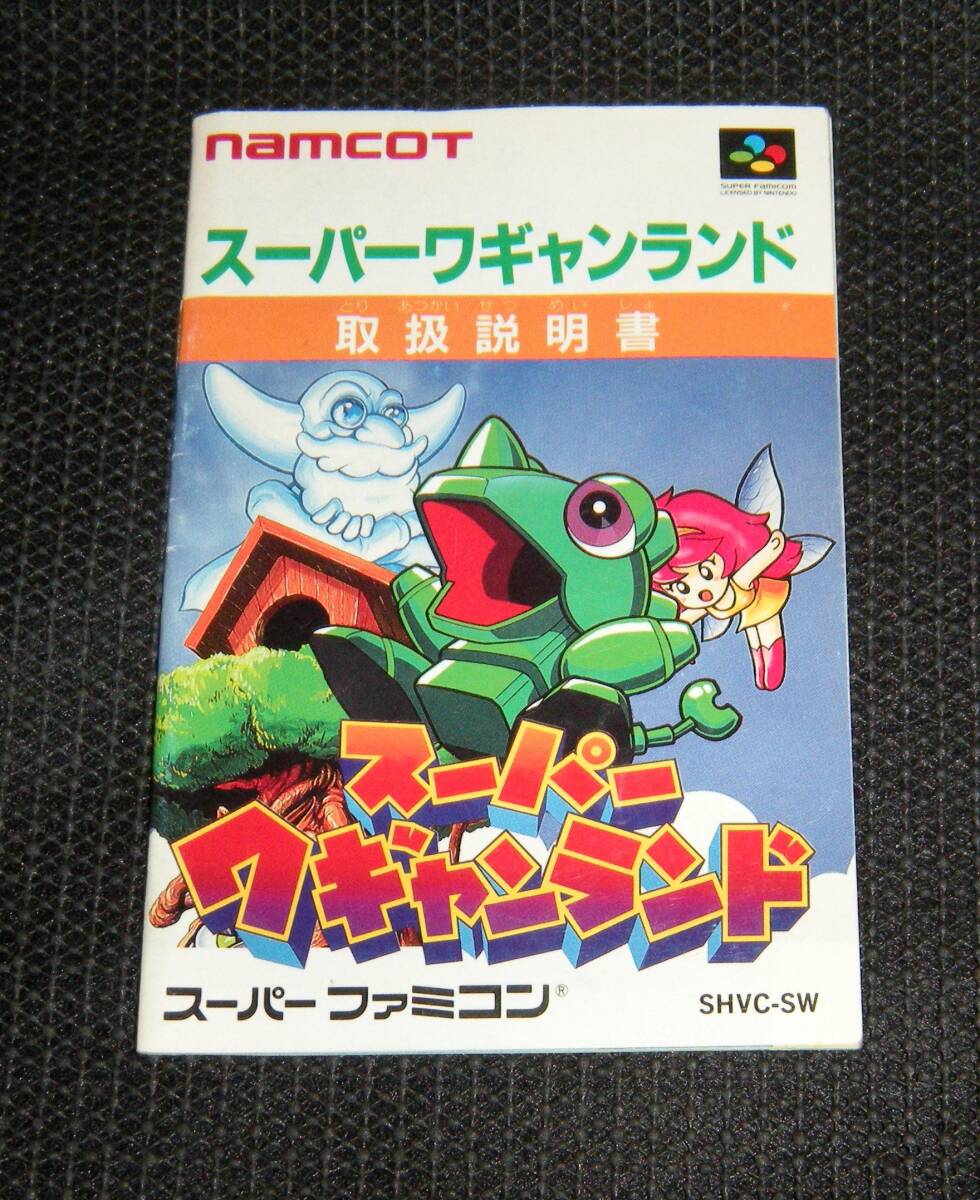 namcoT
SUPER FAMICOM
LICENSED BY NINTENDO
スーパーワギャンランド
とり あつかい せつ めい しょ
取扱説明書
スーパー
ワギャンランド
スーパーファミコン®
SHVC-SW